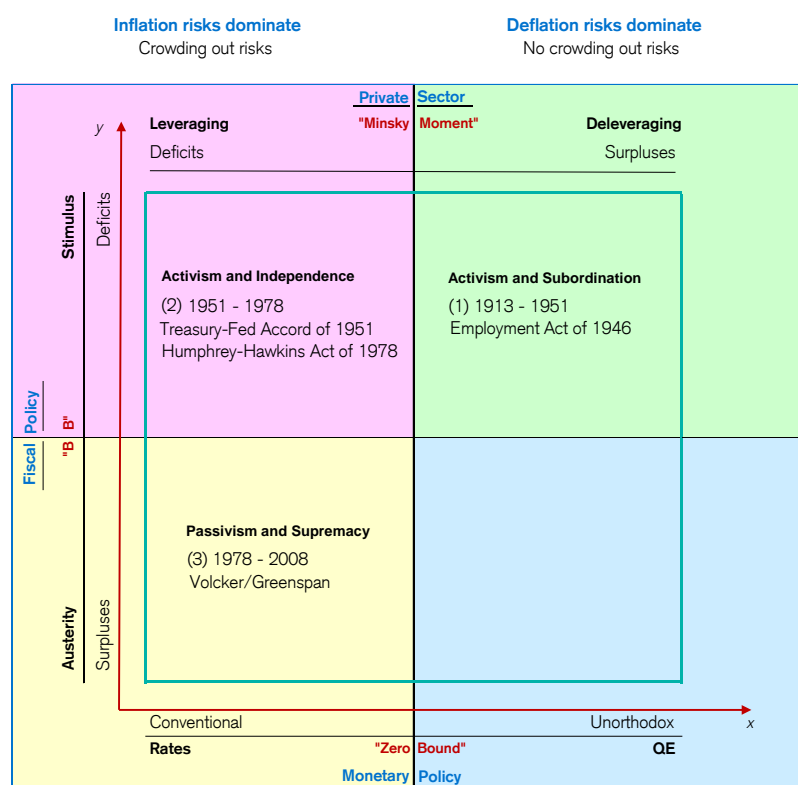 Inflation risks dominate
Crowding out risks
Deflation risks dominate
No crowding out risks
Private Sector
y
Leveraging
"Minsky Moment"
Deleveraging
Deficits
Surpluses
Stimulus
Deficits
Activism and Independence
(2) 1951 - 1978
Treasury-Fed Accord of 1951
Humphrey-Hawkins Act of 1978
Activism and Subordination
(1) 1913 - 1951
Employment Act of 1946
Fiscal Policy
"B B"
Passivism and Supremacy
(3) 1978 - 2008
Volcker/Greenspan
Austerity
Surpluses
Conventional
Unorthodox
x
Rates
"Zero Bound"
QE
Monetary Policy